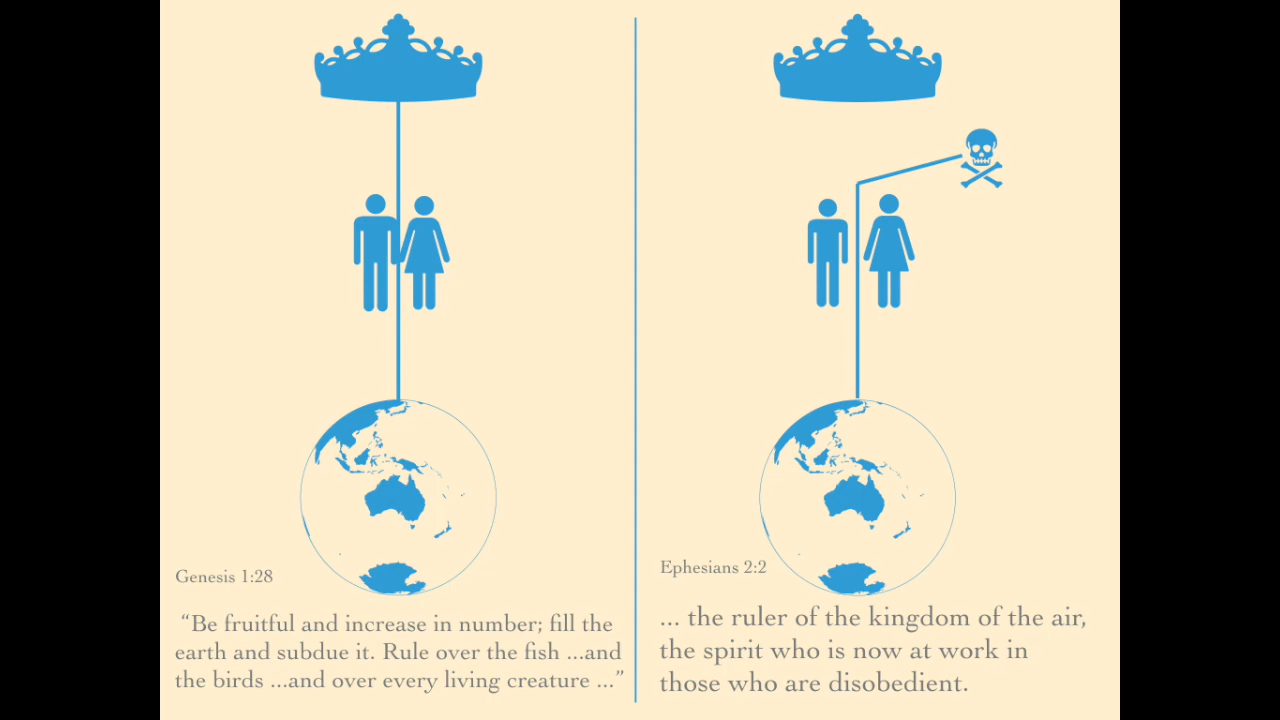 Genesis 1:28
“Be fruitful and increase in number; fill the
earth and subdue it. Rule over the fish ...and
the birds ...and over every living creature ...”
Ephesians 2:2
... the ruler of the kingdom of the air,
the spirit who is now at work in
those who are disobedient.